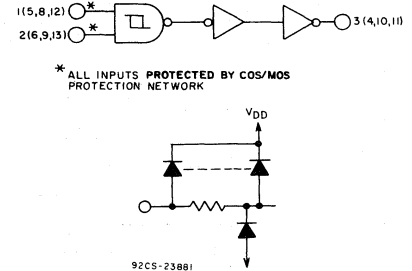 1(5,8,12)
*
2(6,9,13)
*
3(4,10,11)
* ALL INPUTS PROTECTED BY COS/MOS
PROTECTION NETWORK
VDD
92CS-23881